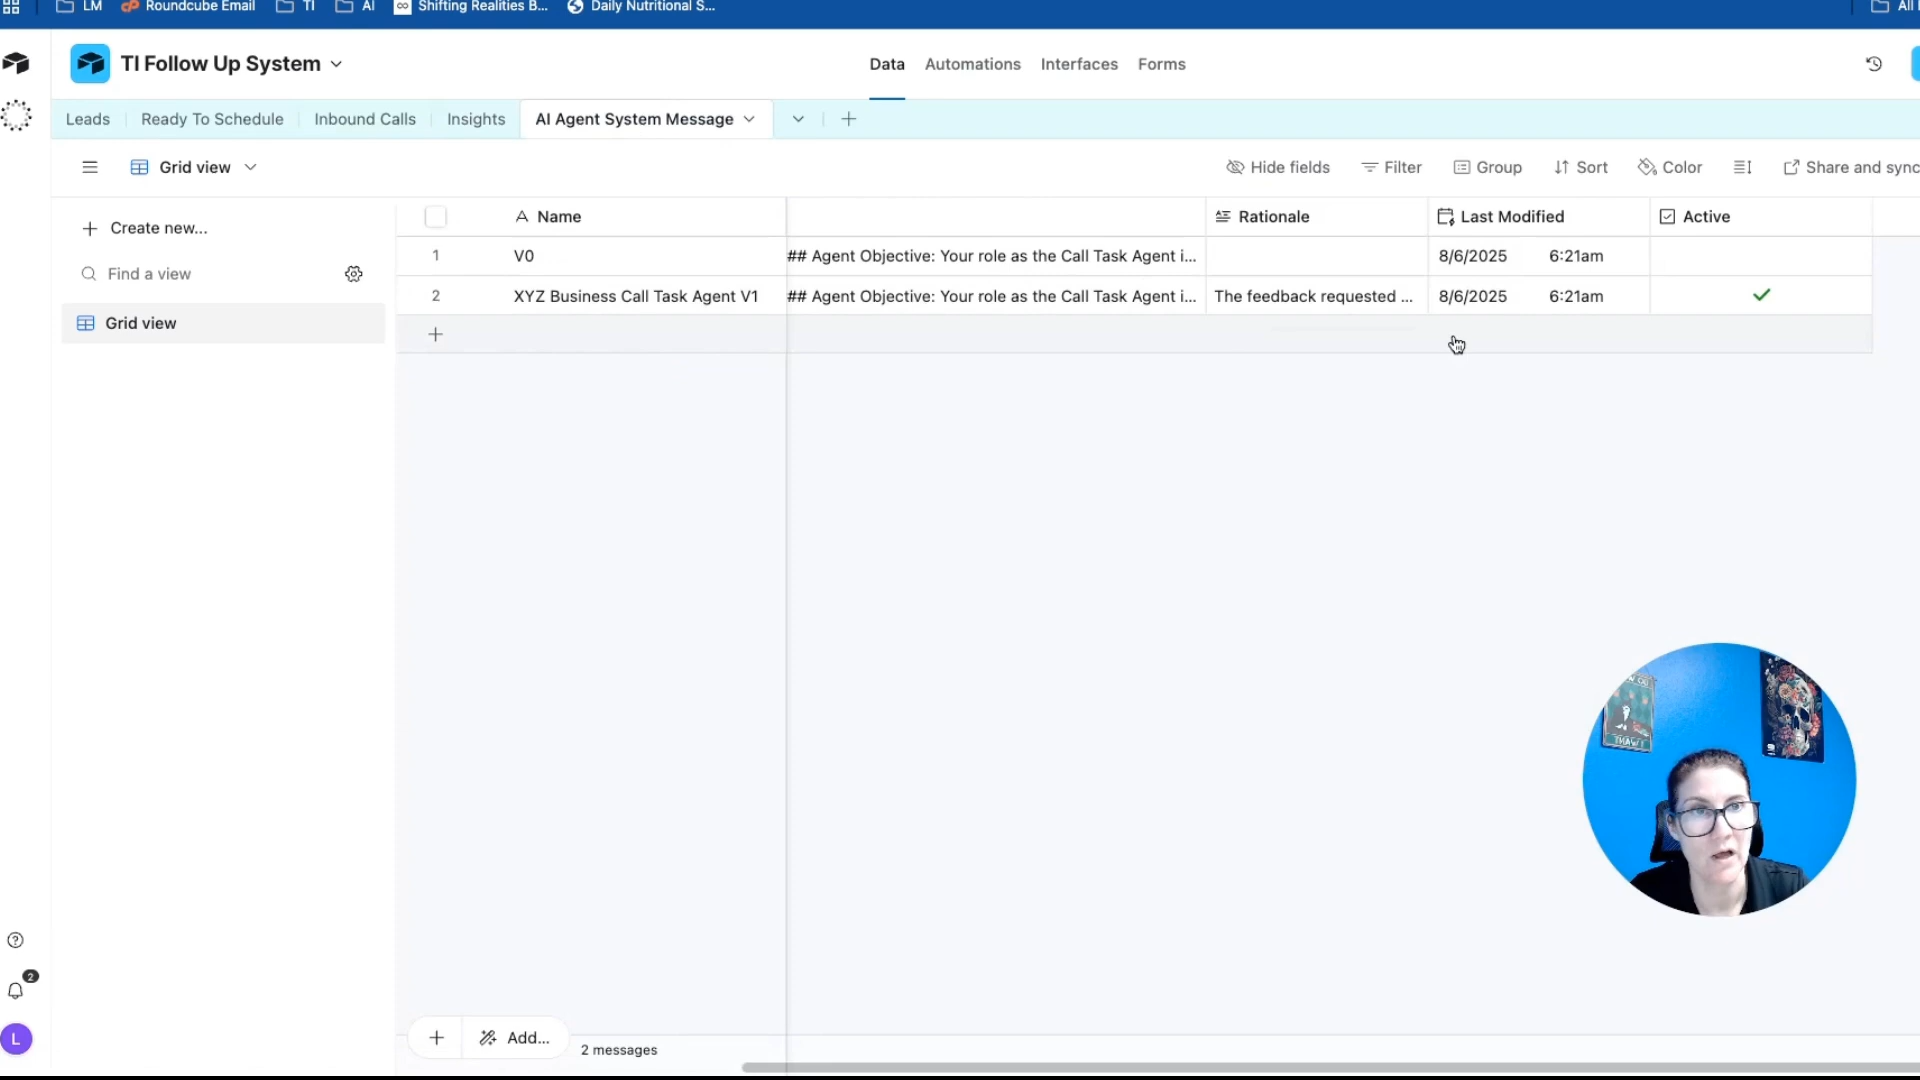 LM Roundcube Email TI AI Shifting Realities B... Daily Nutritional S... All
TI Follow Up System
Data Automations Interfaces Forms
Leads Ready To Schedule Inbound Calls Insights AI Agent System Message
Grid view Hide fields Filter Group Sort Color Share and sync
Create new...
Find a view
Grid view
Name Rationale Last Modified Active
1 V0 ## Agent Objective: Your role as the Call Task Agent i... 8/6/2025 6:21am
2 XYZ Business Call Task Agent V1 ## Agent Objective: Your role as the Call Task Agent i... The feedback requested ... 8/6/2025 6:21am
2
L
Add...
2 messages